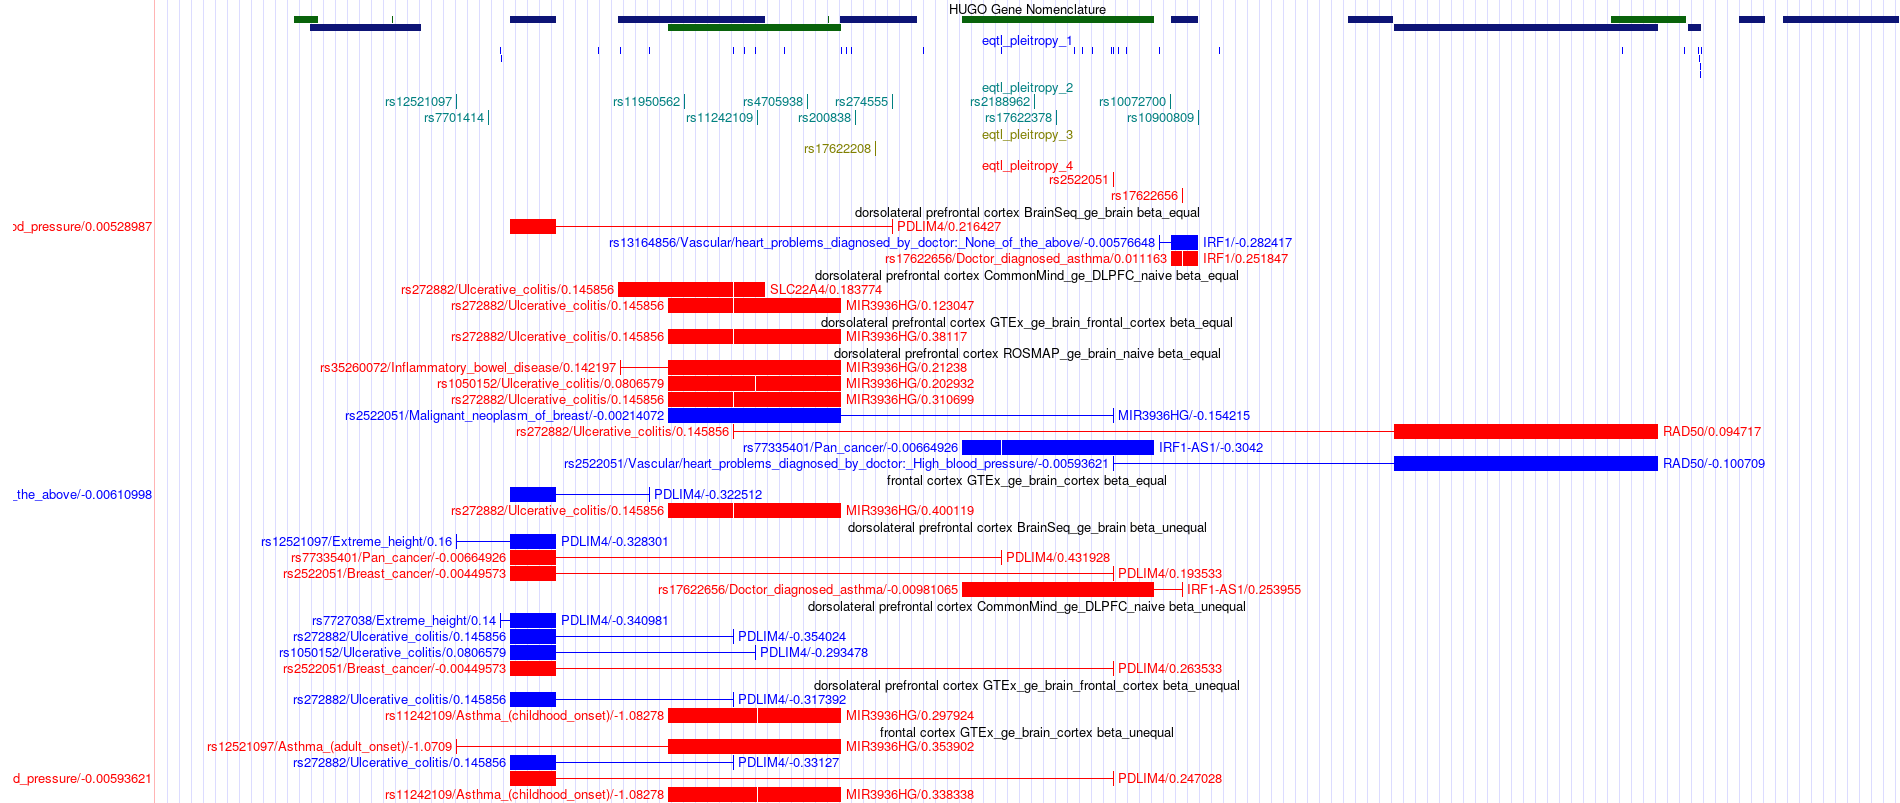 HUGO Gene Nomenclature
eqtl_pleitropy_1
eqtl_pleitropy_2
rs12521097 rs11950562 rs4705938 rs274555 rs2188962 rs10072700
rs7701414 rs11242109 rs200838 rs17622378 rs10900809
eqtl_pleitropy_3
rs17622208
eqtl_pleitropy_4
rs2522051
rs17622656
dorsolateral prefrontal cortex BrainSeq_ge_brain beta_equal
od_pressure/0.00528987 PDLIM4/0.216427
rs13164856/Vascular/heart_problems_diagnosed_by_doctor:_None_of_the_above/-0.00576648 IRF1/-0.282417
rs17622656/Doctor_diagnosed_asthma/0.011163 IRF1/0.251847
dorsolateral prefrontal cortex CommonMind_ge_DLPFC_naive beta_equal
rs272882/Ulcerative_colitis/0.145856 SLC22A4/0.183774
rs272882/Ulcerative_colitis/0.145856 MIR3936HG/0.123047
dorsolateral prefrontal cortex GTEx_ge_brain_frontal_cortex beta_equal
rs272882/Ulcerative_colitis/0.145856 MIR3936HG/0.38117
dorsolateral prefrontal cortex ROSMAP_ge_brain_naive beta_equal
rs35260072/Inflammatory_bowel_disease/0.142197 MIR3936HG/0.21238
rs1050152/Ulcerative_colitis/0.0806579 MIR3936HG/0.202932
rs272882/Ulcerative_colitis/0.145856 MIR3936HG/0.310699
rs2522051/Malignant_neoplasm_of_breast/-0.00214072 MIR3936HG/-0.154215
rs272882/Ulcerative_colitis/0.145856 RAD50/0.094717
rs77335401/Pan_cancer/-0.00664926 IRF1-AS1/-0.3042
rs2522051/Vascular/heart_problems_diagnosed_by_doctor:_High_blood_pressure/-0.00593621 RAD50/-0.100709
frontal cortex GTEx_ge_brain_cortex beta_equal
_the_above/-0.00610998 PDLIM4/-0.322512
rs272882/Ulcerative_colitis/0.145856 MIR3936HG/0.400119
dorsolateral prefrontal cortex BrainSeq_ge_brain beta_unequal
rs12521097/Extreme_height/0.16 PDLIM4/-0.328301
rs77335401/Pan_cancer/-0.00664926 PDLIM4/0.431928
rs2522051/Breast_cancer/-0.00449573 PDLIM4/0.193533
rs17622656/Doctor_diagnosed_asthma/-0.00981065 IRF1-AS1/0.253955
dorsolateral prefrontal cortex CommonMind_ge_DLPFC_naive beta_unequal
rs7727038/Extreme_height/0.14 PDLIM4/-0.340981
rs272882/Ulcerative_colitis/0.145856 PDLIM4/-0.354024
rs1050152/Ulcerative_colitis/0.0806579 PDLIM4/-0.293478
rs2522051/Breast_cancer/-0.00449573 PDLIM4/0.263533
dorsolateral prefrontal cortex GTEx_ge_brain_frontal_cortex beta_unequal
rs272882/Ulcerative_colitis/0.145856 PDLIM4/-0.317392
rs11242109/Asthma_(childhood_onset)/-1.08278 MIR3936HG/0.297924
frontal cortex GTEx_ge_brain_cortex beta_unequal
rs12521097/Asthma_(adult_onset)/-1.0709 MIR3936HG/0.353902
rs272882/Ulcerative_colitis/0.145856 PDLIM4/-0.33127
d_pressure/-0.00593621 PDLIM4/0.247028
rs11242109/Asthma_(childhood_onset)/-1.08278 MIR3936HG/0.338338